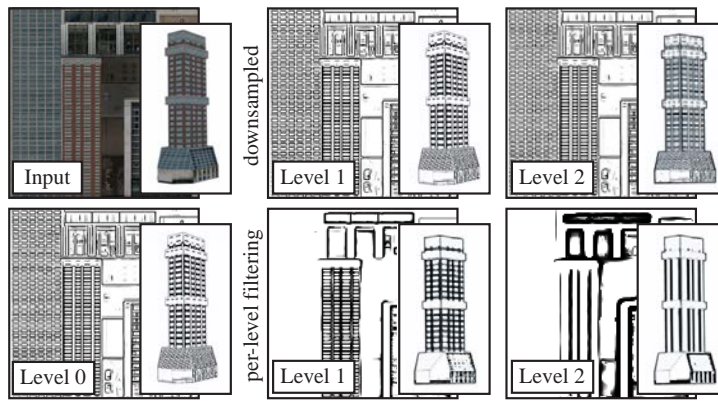 Input
downsampled
Level 1
Level 2
Level 0
per-level filtering
Level 1
Level 2